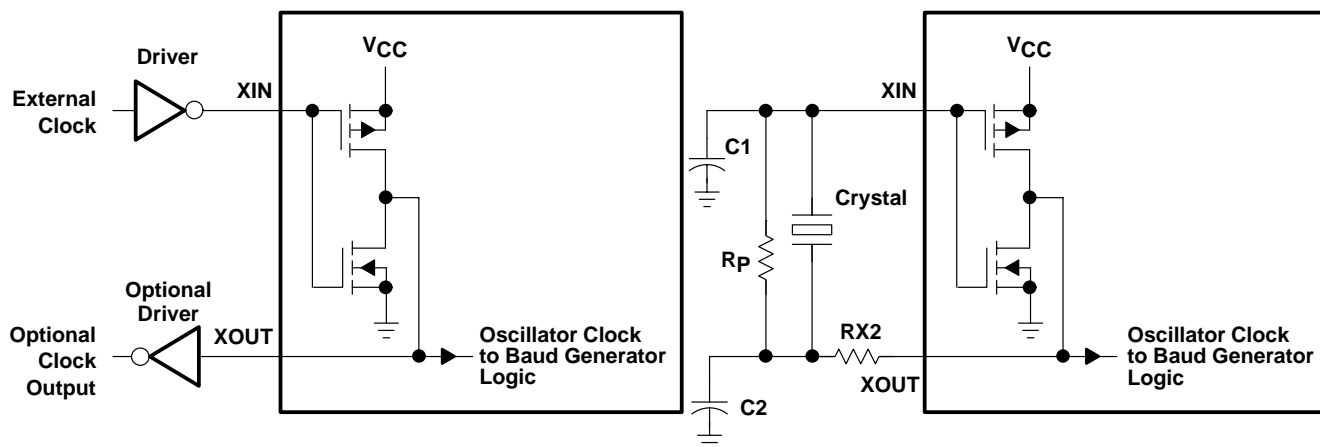 Driver
External
Clock
XIN
VCC
Optional
Driver
Optional
Clock
Output
XOUT
Oscillator Clock
to Baud Generator
Logic
VCC
XIN
C1
Crystal
RP
RX2
XOUT
C2
Oscillator Clock
to Baud Generator
Logic